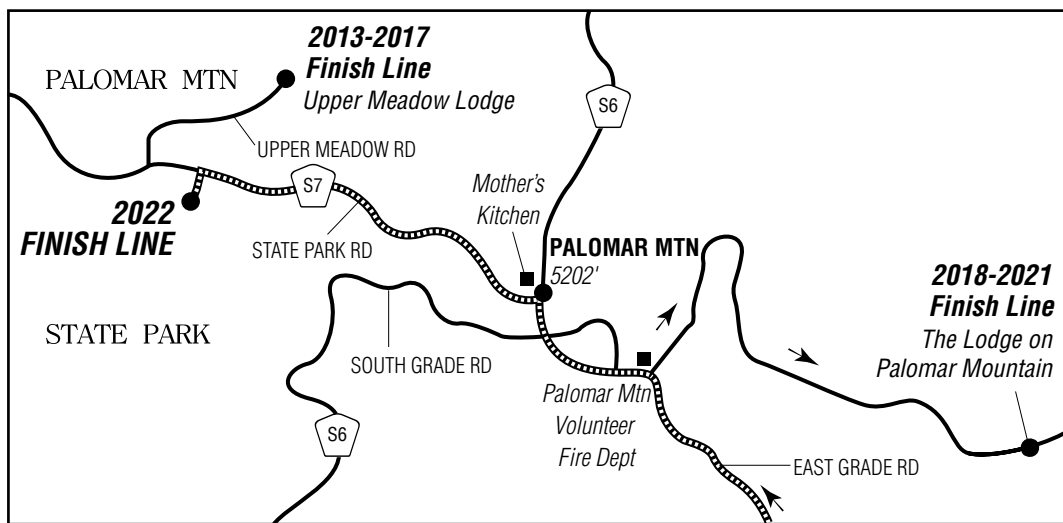 2013-2017
Finish Line
Upper Meadow Lodge
PALOMAR MTN
S6
UPPER MEADOW RD
S7
Mother's
Kitchen
2022
FINISH LINE
STATE PARK RD
PALOMAR MTN
5202'
2018-2021
Finish Line
The Lodge on
Palomar Mountain
STATE PARK
SOUTH GRADE RD
Palomar Mtn
Volunteer
Fire Dept
S6
EAST GRADE RD